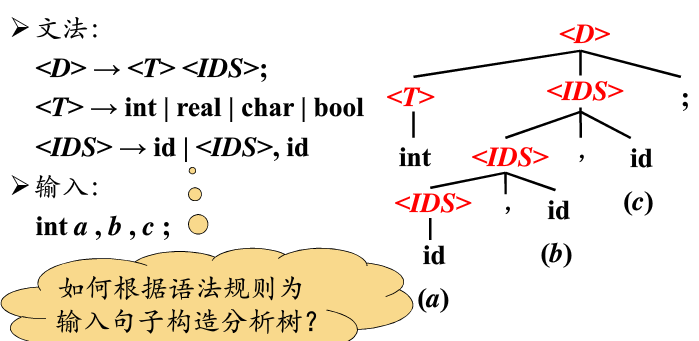 ➢ 文法：
<D> → <T> <IDS>;
<T> → int | real | char | bool
<IDS> → id | <IDS>, id
➢ 输入：
int a , b , c ;
如何根据语法规则为
输入句子构造分析树？
<D>
<T> <IDS> ;
int <IDS> , id
<IDS> , id (c)
id (b)
(a)